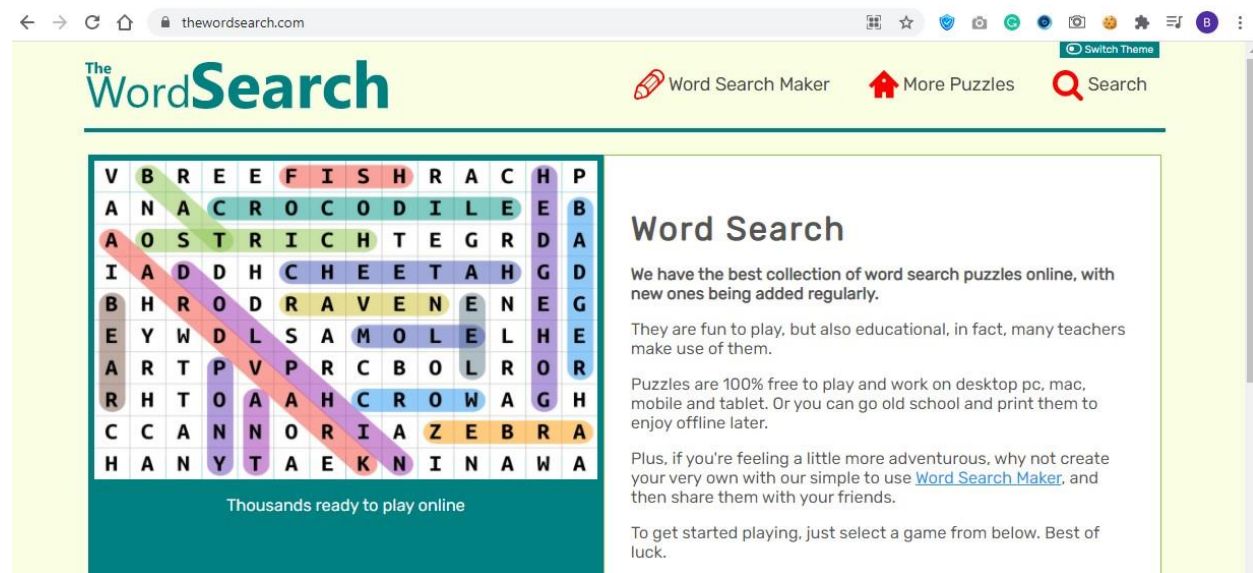 thewordsearch.com
B
Switch Theme
The
WordSearch
Word Search Maker
More Puzzles
Search
V B R E E F I S H R A C H P
A N A C R O C O D I L E E B
A O S T R I C H T E G R D A
I A D D H C H E E T A H G D
B H R O D R A V E N E N E G
E Y W D L S A M O L E L H E
A R T P V P R C B O L R O R
R H T O A A H C R O W A G H
C C A N N O R I A Z E B R A
H A N Y T A E K N I N A W A
Thousands ready to play online
Word Search
We have the best collection of word search puzzles online, with
new ones being added regularly.
They are fun to play, but also educational, in fact, many teachers
make use of them.
Puzzles are 100% free to play and work on desktop pc, mac,
mobile and tablet. Or you can go old school and print them to
enjoy offline later.
Plus, if you're feeling a little more adventurous, why not create
your very own with our simple to use Word Search Maker, and
then share them with your friends.
To get started playing, just select a game from below. Best of
luck.